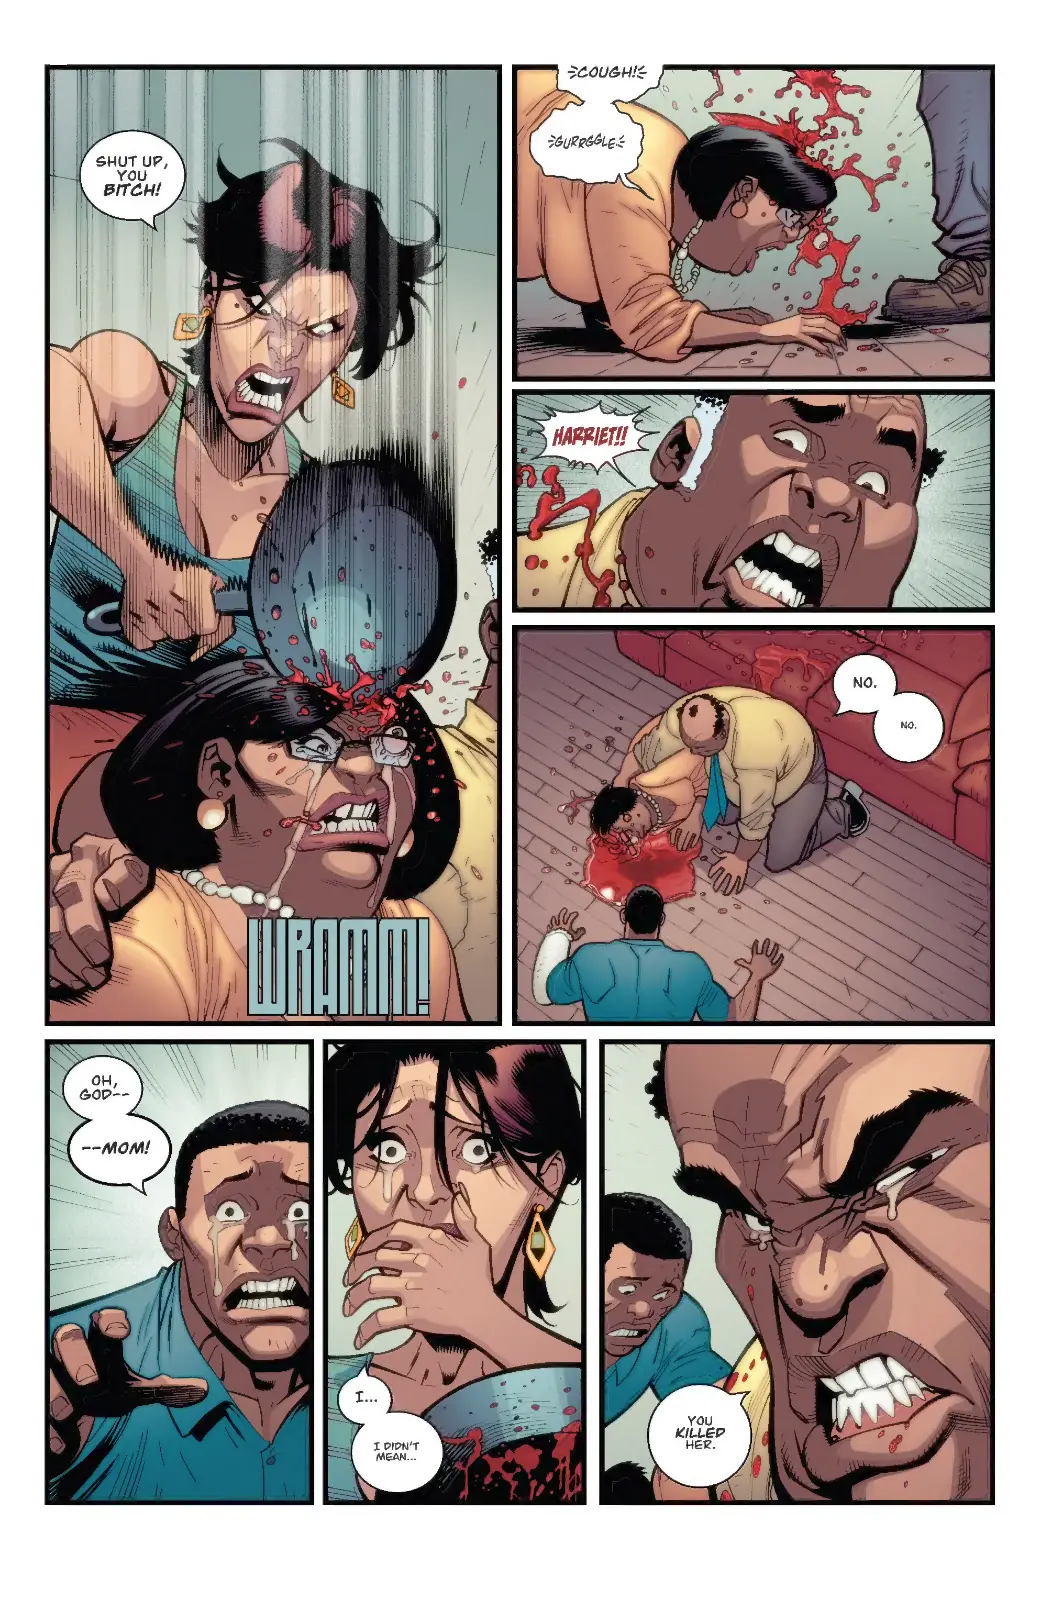 SHUT UP,
YOU
BITCH!
WRAMM!
COUGH!
GURRGGLE
HARRIET!!
NO.
NO.
OH,
GOD--
--MOM!
I...
I DIDN'T
MEAN...
YOU
KILLED
HER.